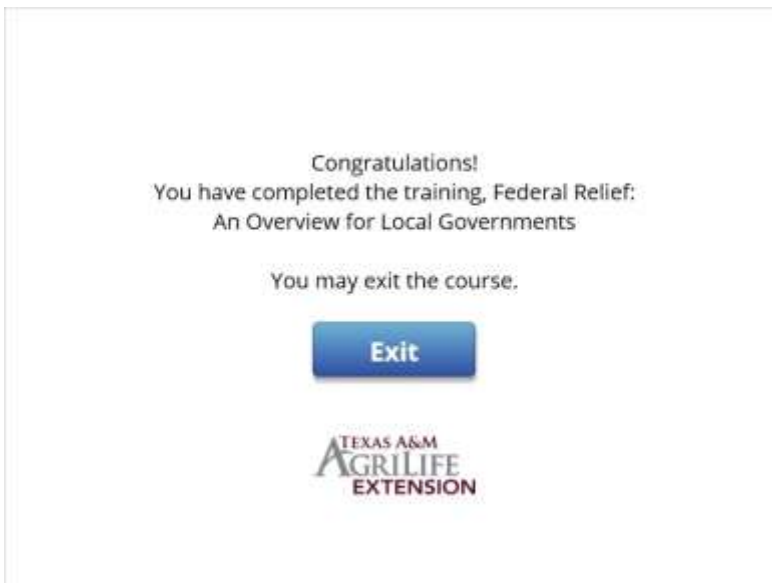 Congratulations!
You have completed the training, Federal Relief:
An Overview for Local Governments
You may exit the course.
Exit
TEXAS A&M
AGRILIFE
EXTENSION